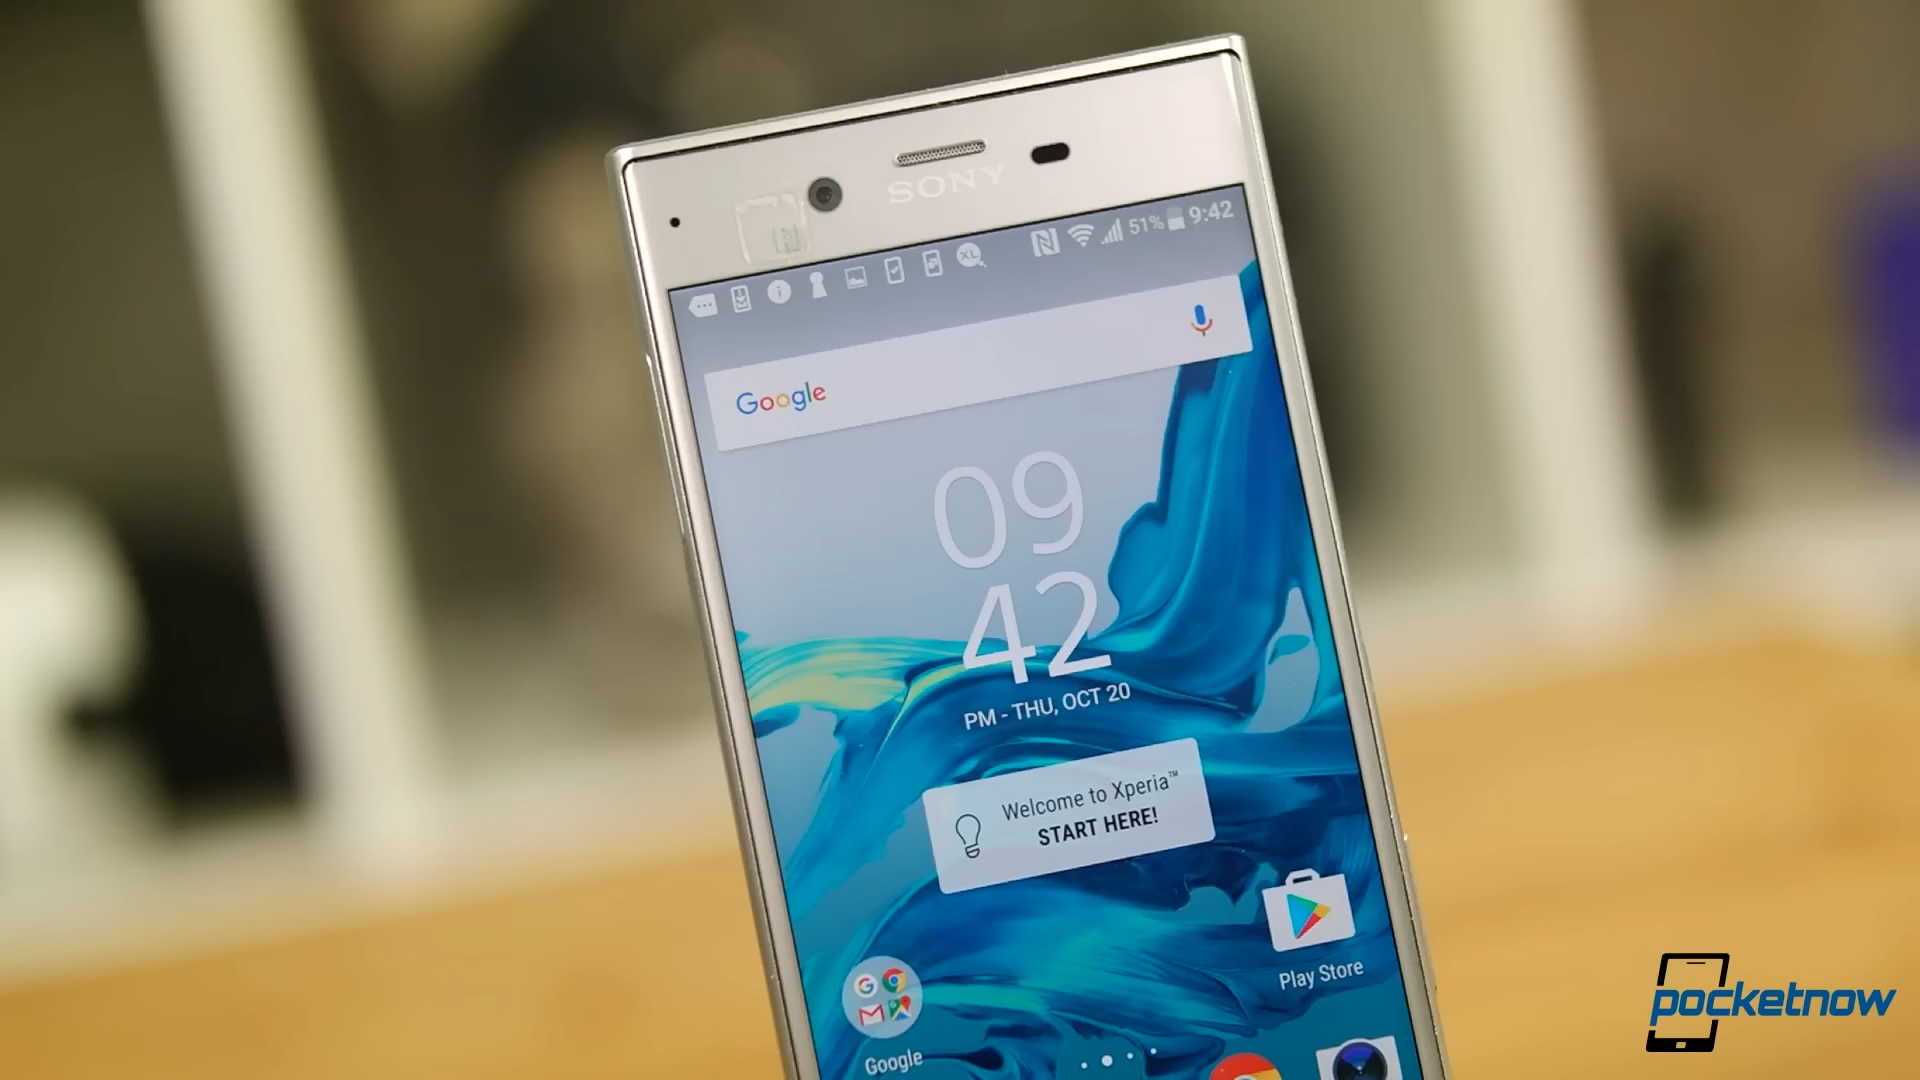 SONY
XL
51%
9:42
Google
09
42
PM - THU, OCT 20
Welcome to Xperia™
START HERE!
Play Store
Google
pocketnow